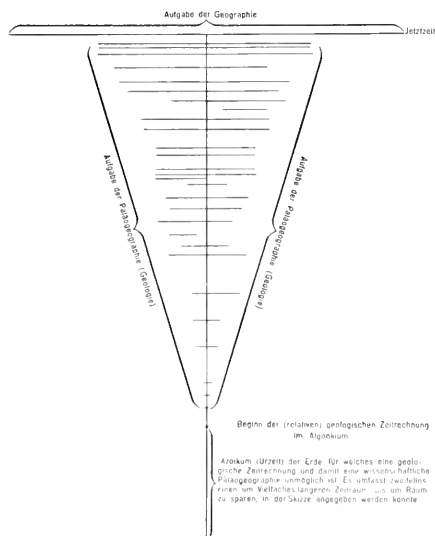 Aufgabe der Geographie
Jetztzeit
Aufgabe der Paläogeographie (Geologie)
Aufgabe der Paläogeographie (Geologie)
Beginn der (relativen) geologischen Zeitrechnung
im Algonkium
Azoikum (Urzeit) der Erde für welches eine geolo-
gische Zeitrechnung und damit eine wissenschaftliche
Paläogeographie unmöglich ist. Es umfasst zweifellos
einen um Vielfaches längeren Zeitraum, als um Raum
zu sparen, in der Skizze angegeben werden konnte